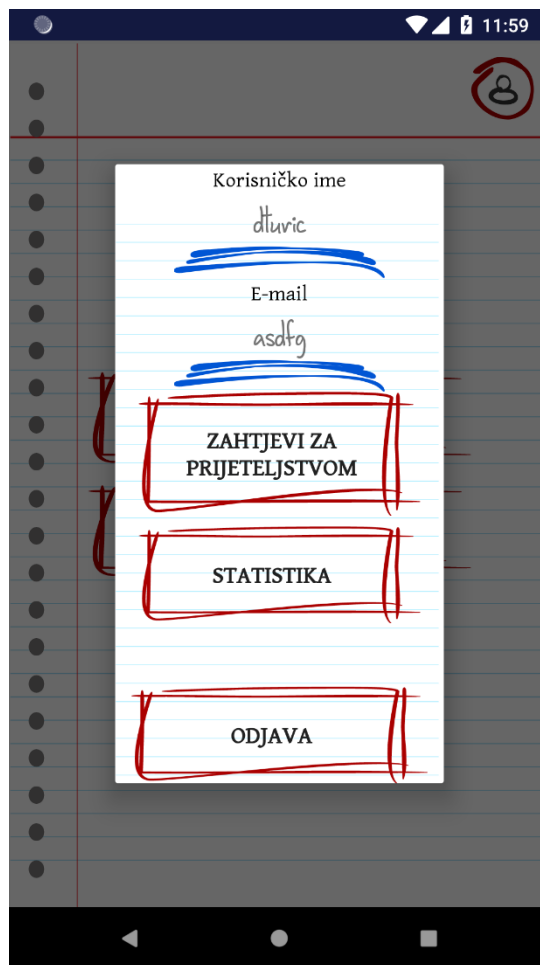 11:59
Korisničko ime
dturic
E-mail
asdfg
ZAHTJEVI ZA
PRIJETELJSTVOM
STATISTIKA
ODJAVA